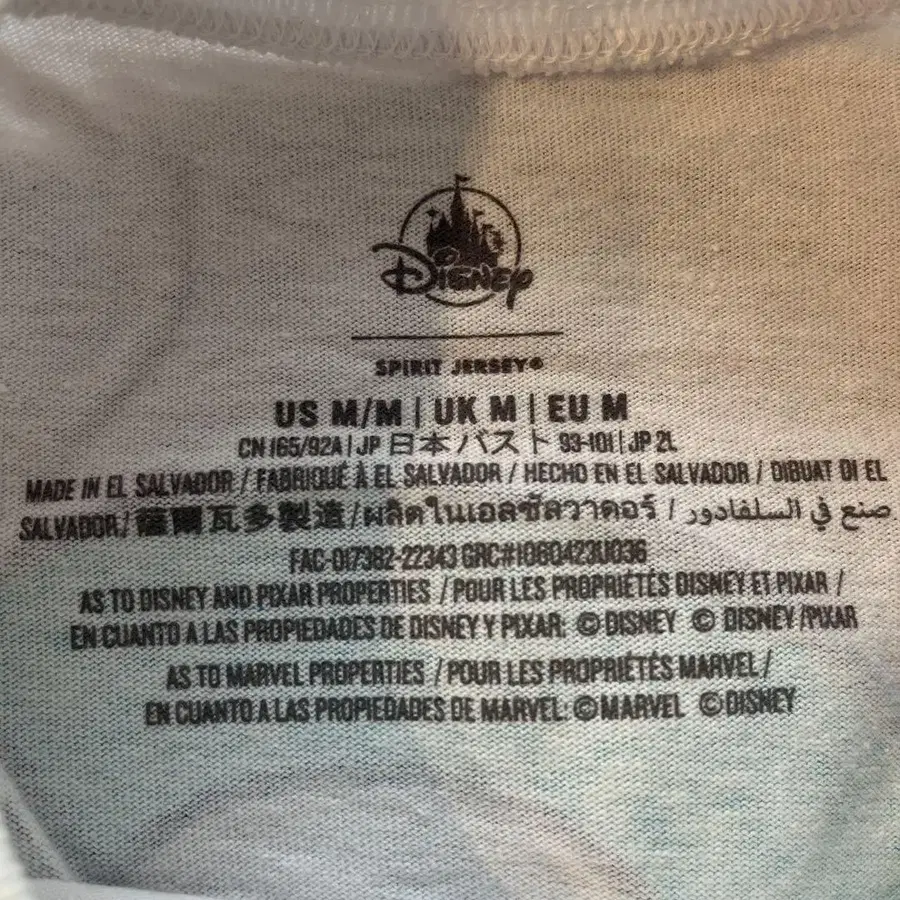 Disney
SPIRIT JERSEY®
US M/M | UK M | EU M
CN 165/92A | JP 日本 バスト 93-101 | JP 2L
MADE IN EL SALVADOR / FABRIQUÉ À EL SALVADOR / HECHO EN EL SALVADOR / DIBUAT DI EL
SALVADOR / 薩爾瓦多製造 / ผลิตในเอลซัลวาดอร์ / صنع في السلفادور
FAC-017382-22343 GRC#1060423U036
AS TO DISNEY AND PIXAR PROPERTIES / POUR LES PROPRIÉTÉS DISNEY ET PIXAR /
EN CUANTO A LAS PROPIEDADES DE DISNEY Y PIXAR: © DISNEY © DISNEY/PIXAR
AS TO MARVEL PROPERTIES / POUR LES PROPRIÉTÉS MARVEL /
EN CUANTO A LAS PROPIEDADES DE MARVEL: © MARVEL © DISNEY